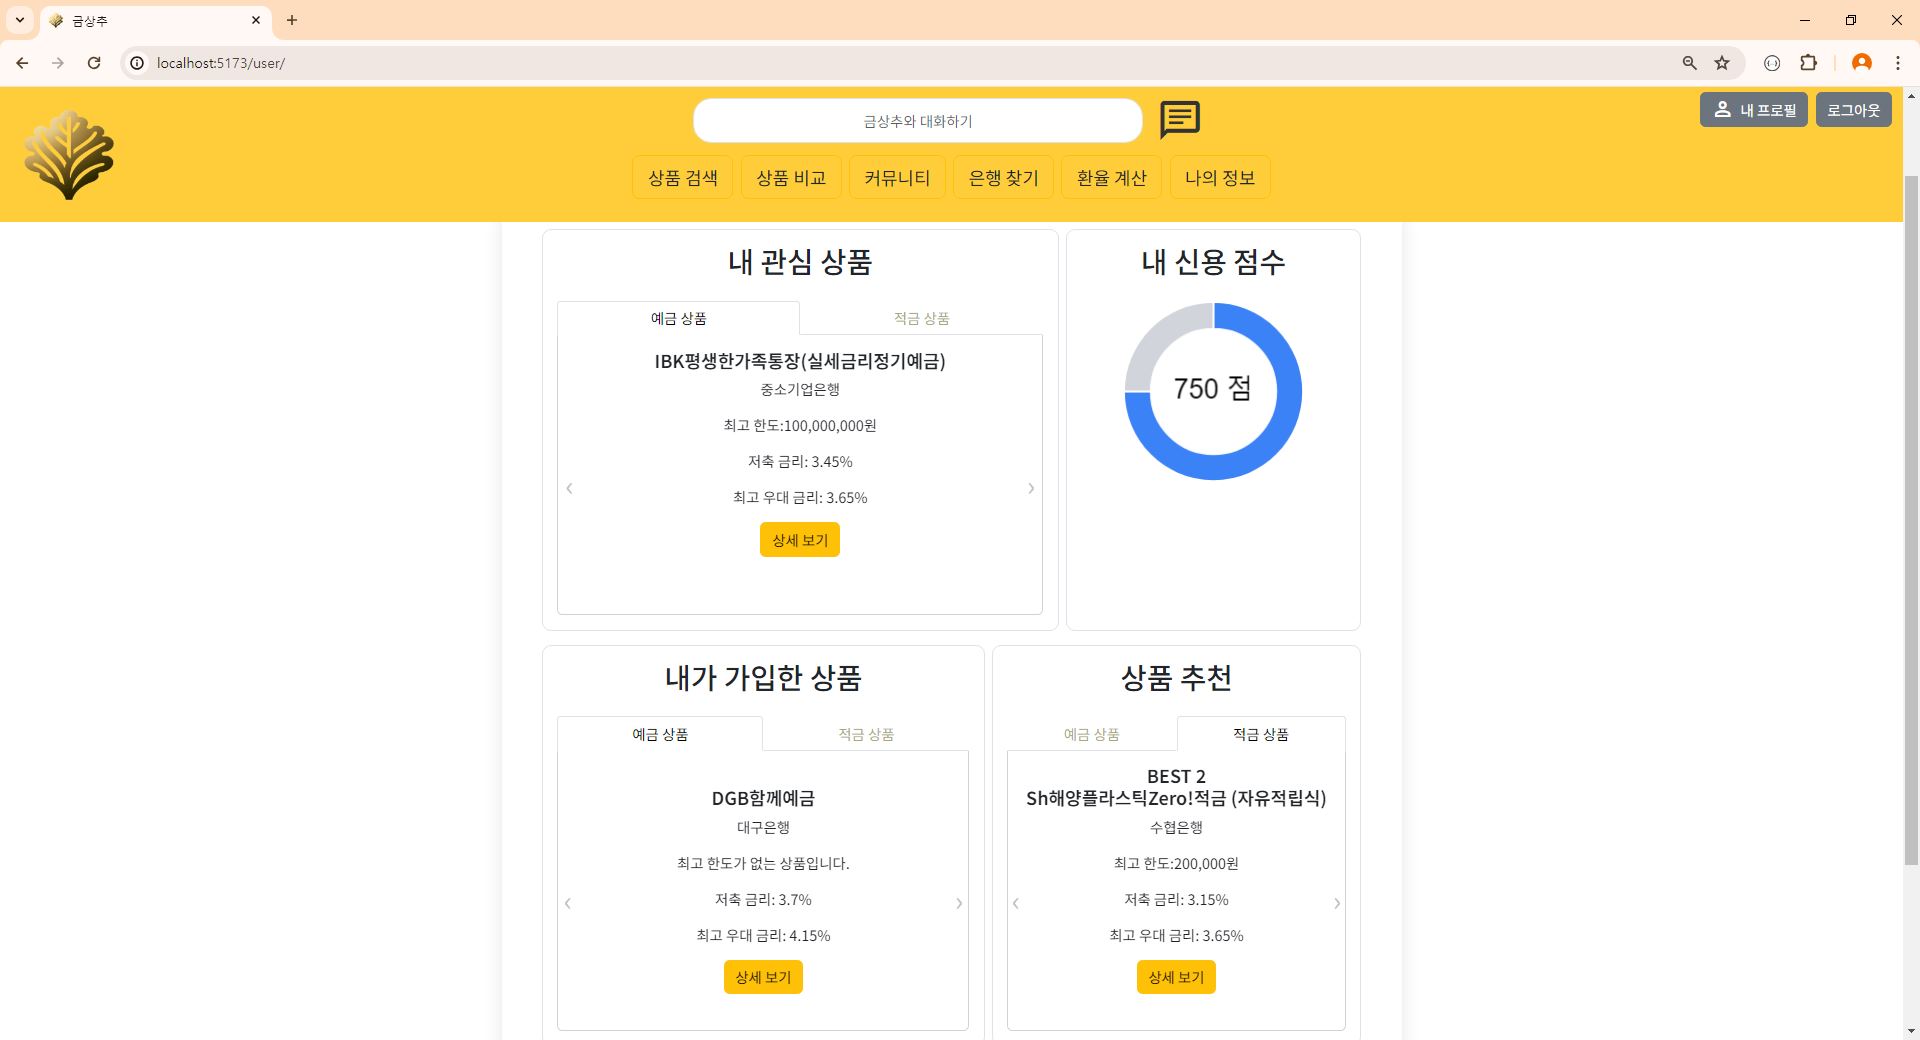 금상추
localhost:5173/user/
금상추와 대화하기
내 프로필
로그아웃
상품 검색
상품 비교
커뮤니티
은행 찾기
환율 계산
나의 정보
내 관심 상품
예금 상품
적금 상품
IBK평생한가족통장(실세금리정기예금)
중소기업은행
최고 한도:100,000,000원
저축 금리: 3.45%
최고 우대 금리: 3.65%
상세 보기
내 신용 점수
750 점
내가 가입한 상품
예금 상품
적금 상품
DGB함께예금
대구은행
최고 한도가 없는 상품입니다.
저축 금리: 3.7%
최고 우대 금리: 4.15%
상세 보기
상품 추천
예금 상품
적금 상품
BEST 2
Sh해양플라스틱Zero!적금 (자유적립식)
수협은행
최고 한도:200,000원
저축 금리: 3.15%
최고 우대 금리: 3.65%
상세 보기